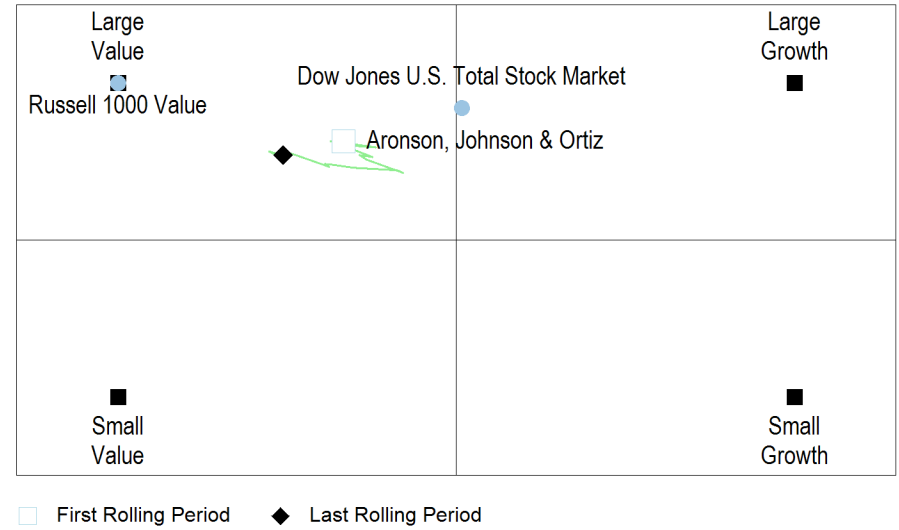 Large
Value
Large
Growth
Dow Jones U.S. Total Stock Market
Russell 1000 Value
Aronson, Johnson & Ortiz
Small
Value
Small
Growth
First Rolling Period
Last Rolling Period